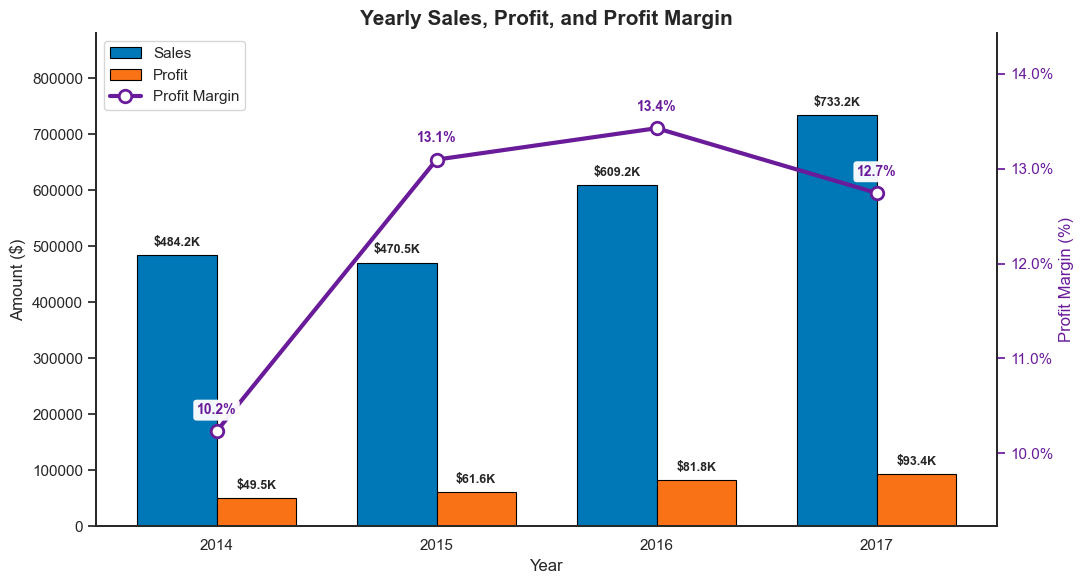 Yearly Sales, Profit, and Profit Margin
Sales
Profit
Profit Margin
Amount ($)
800000
700000
600000
500000
400000
300000
200000
100000
0
$484.2K
$470.5K
$609.2K
$733.2K
$49.5K
$61.6K
$81.8K
$93.4K
10.2%
13.1%
13.4%
12.7%
14.0%
13.0%
12.0%
11.0%
10.0%
Profit Margin (%)
2014
2015
2016
2017
Year